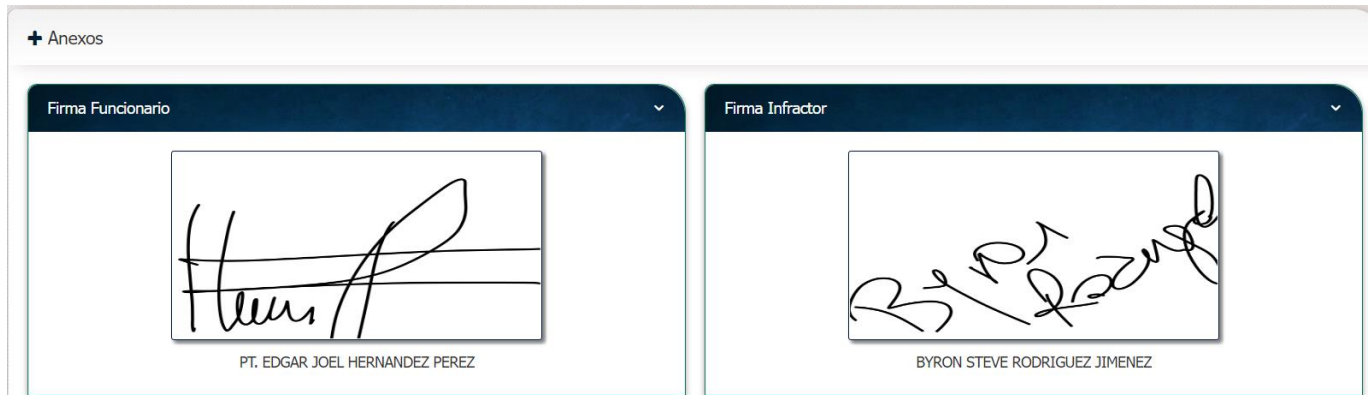 Anexos
Firma Funcionario
PT. EDGAR JOEL HERNANDEZ PEREZ
Firma Infractor
BYRON STEVE RODRIGUEZ JIMENEZ